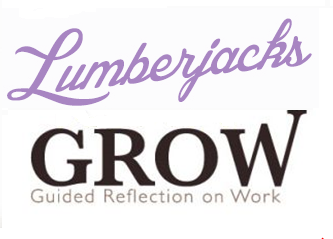 Lumberjacks
GROW
Guided Reflection on Work